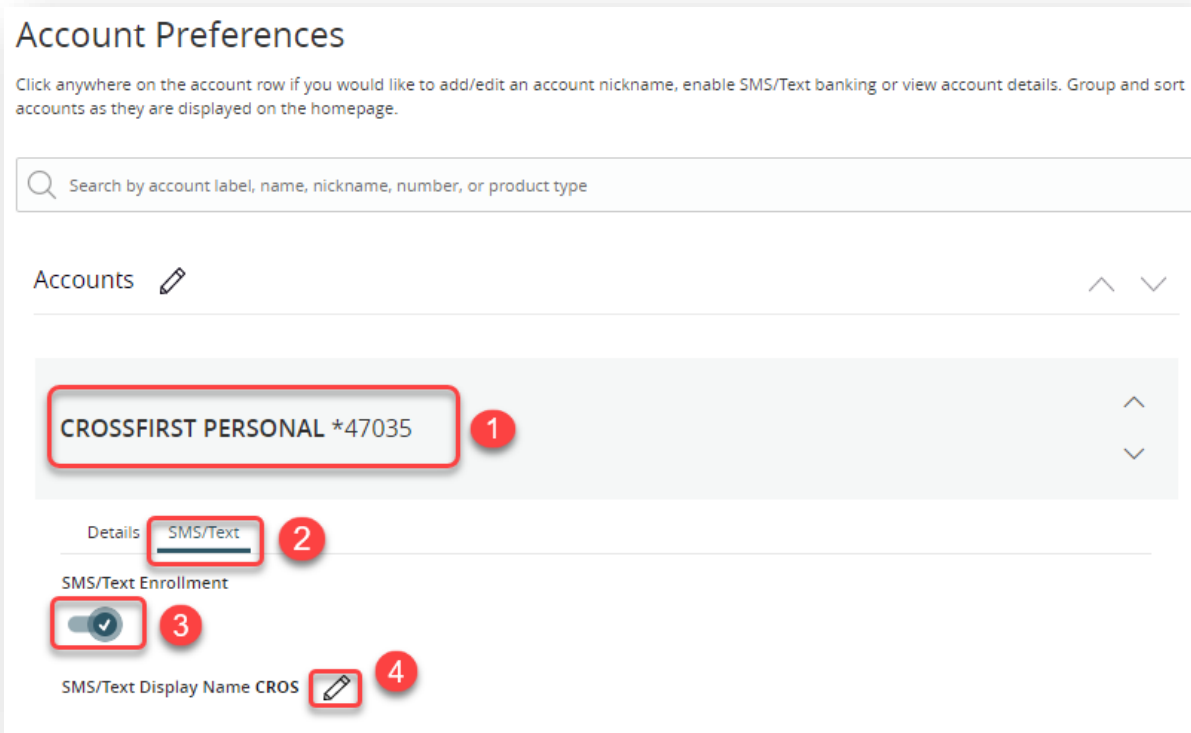 Account Preferences
Click anywhere on the account row if you would like to add/edit an account nickname, enable SMS/Text banking or view account details. Group and sort
accounts as they are displayed on the homepage.
Search by account label, name, nickname, number, or product type
Accounts
CROSSFIRST PERSONAL *47035
1
Details SMS/Text
2
SMS/Text Enrollment
3
SMS/Text Display Name CROS
4